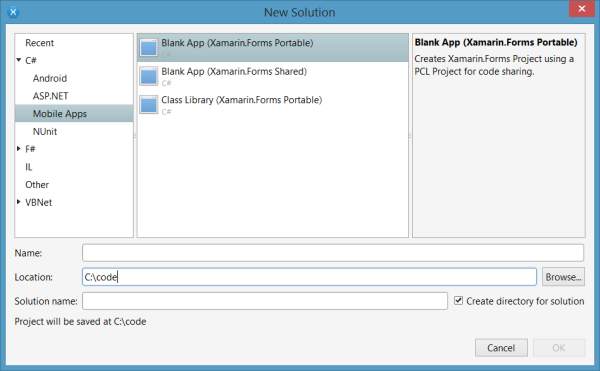 New Solution
Recent
C#
Android
ASP.NET
Mobile Apps
NUnit
F#
IL
Other
VBNet
Blank App (Xamarin.Forms Portable)
C#
Blank App (Xamarin.Forms Shared)
C#
Class Library (Xamarin.Forms Portable)
C#
Blank App (Xamarin.Forms Portable)
Creates Xamarin.Forms Project using a
PCL Project for code sharing.
Name:
Location: C:\code Browse...
Solution name: Create directory for solution
Project will be saved at C:\code
Cancel OK